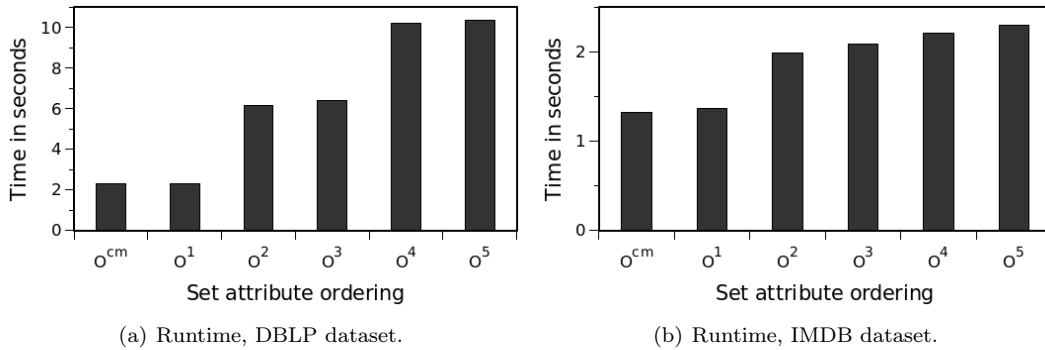 10
8
6
4
2
0
Time in seconds
O^cm O^1 O^2 O^3 O^4 O^5
Set attribute ordering
(a) Runtime, DBLP dataset.
2
1
0
Time in seconds
O^cm O^1 O^2 O^3 O^4 O^5
Set attribute ordering
(b) Runtime, IMDB dataset.